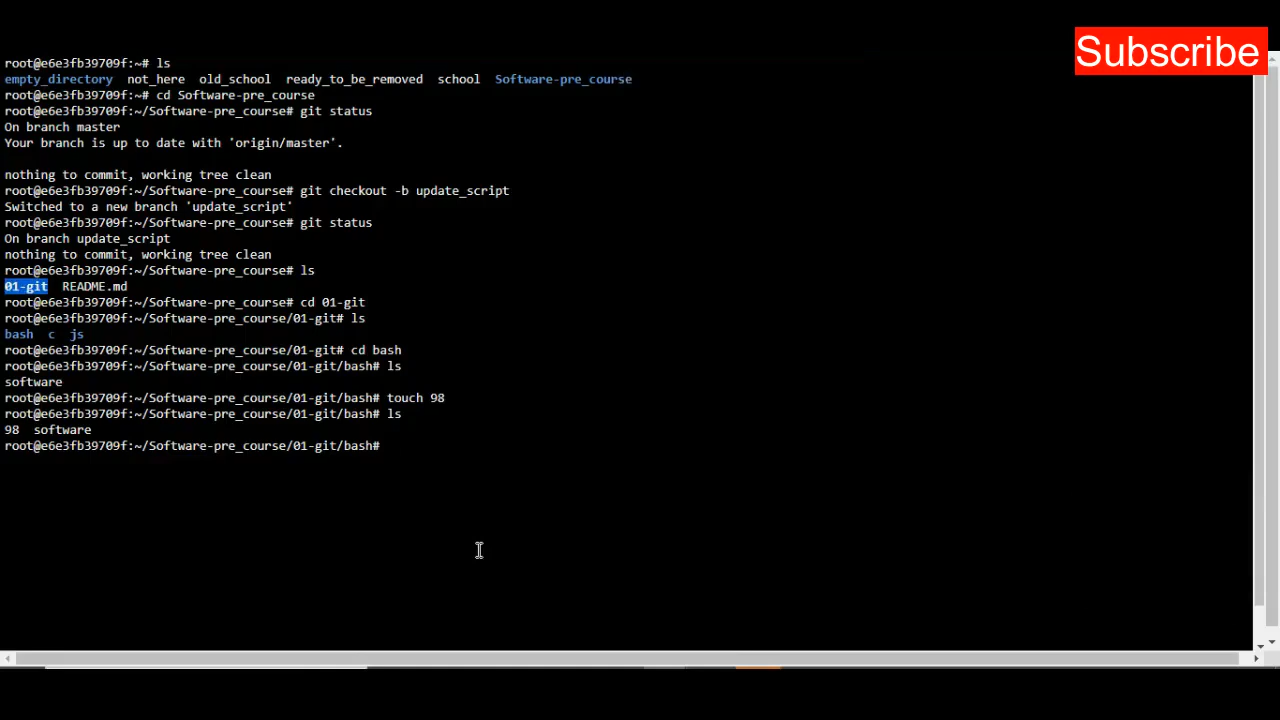 Subscribe
root@e6e3fb39709f:~# ls
empty_directory  not_here  old_school  ready_to_be_removed  school  Software-pre_course
root@e6e3fb39709f:~# cd Software-pre_course
root@e6e3fb39709f:~/Software-pre_course# git status
On branch master
Your branch is up to date with 'origin/master'.
nothing to commit, working tree clean
root@e6e3fb39709f:~/Software-pre_course# git checkout -b update_script
Switched to a new branch 'update_script'
root@e6e3fb39709f:~/Software-pre_course# git status
On branch update_script
nothing to commit, working tree clean
root@e6e3fb39709f:~/Software-pre_course# ls
01-git  README.md
root@e6e3fb39709f:~/Software-pre_course# cd 01-git
root@e6e3fb39709f:~/Software-pre_course/01-git# ls
bash  c  js
root@e6e3fb39709f:~/Software-pre_course/01-git# cd bash
root@e6e3fb39709f:~/Software-pre_course/01-git/bash# ls
software
root@e6e3fb39709f:~/Software-pre_course/01-git/bash# touch 98
root@e6e3fb39709f:~/Software-pre_course/01-git/bash# ls
98  software
root@e6e3fb39709f:~/Software-pre_course/01-git/bash#